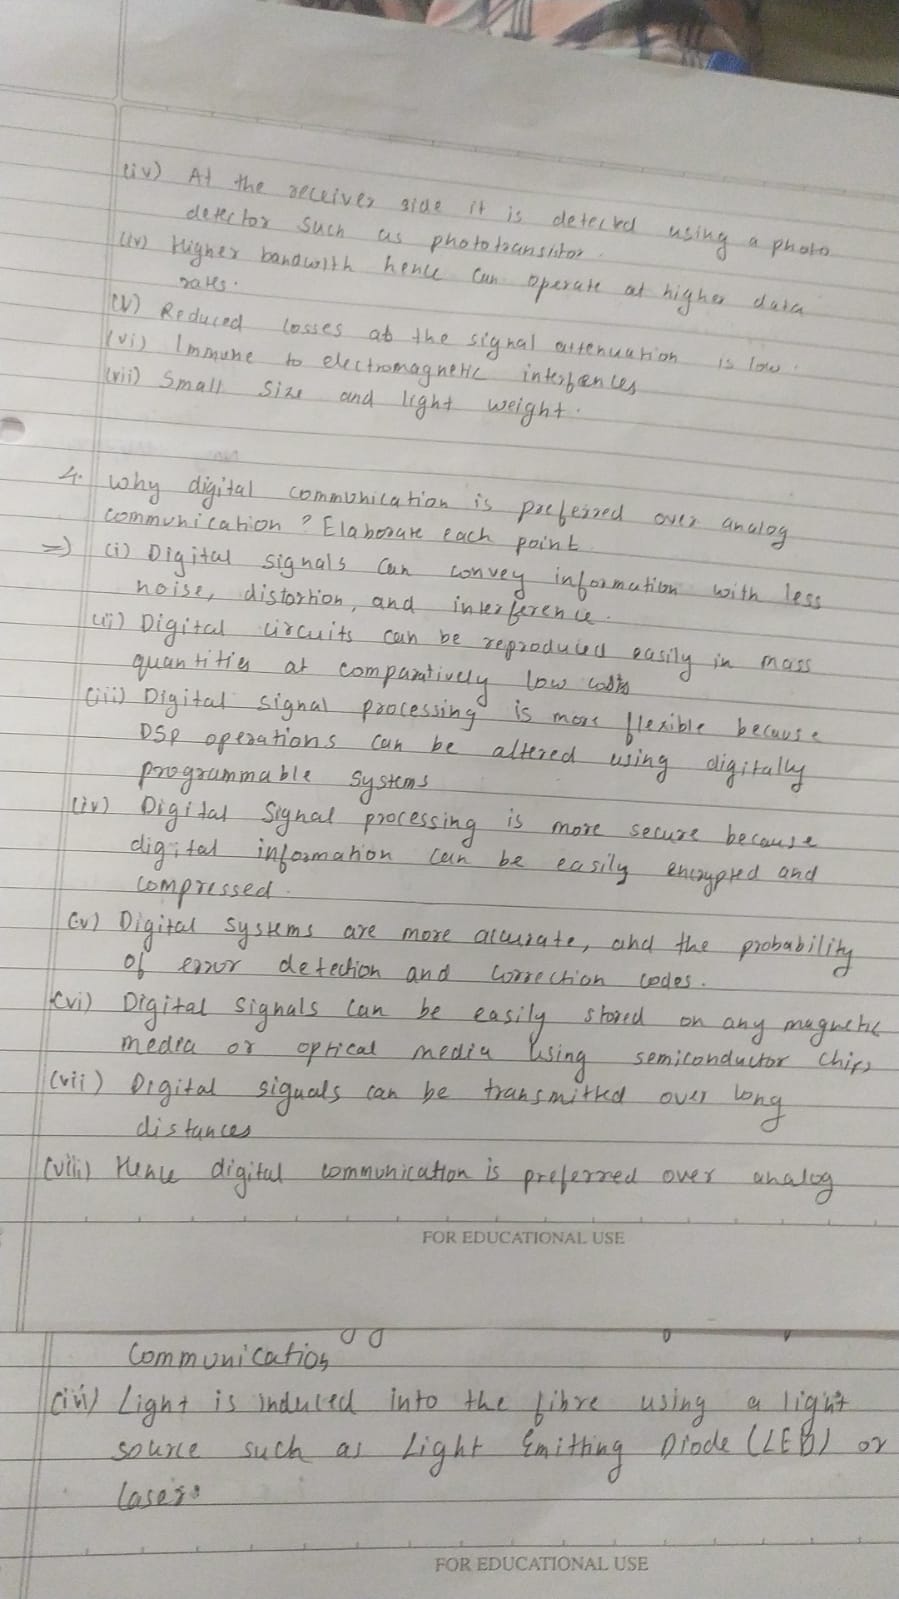 (iv) At the receiver side it is detected using a photo
detector such as phototransistor.
(iv) Higher bandwith hence can operate at higher data
rates.
(v) Reduced losses as the signal attenuation is low.
(vi) Immune to electromagnetic interfences
(vii) Small size and light weight.
4. Why digital communication is preferred over analog
communication? Elaborate each point.
=> (i) Digital signals can convey information with less
noise, distortion, and interference.
(ii) Digital circuits can be reproduced easily in mass
quantities at comparatively low costs
(iii) Digital signal processing is more flexible because
DSP operations can be altered using digitally
programmable systems
(iv) Digital signal processing is more secure because
digital information can be easily encrypted and
compressed.
(v) Digital systems are more accurate, and the probability
of error detection and correction codes.
(vi) Digital signals can be easily stored on any magnetic
media or optical media using semiconductor chips
(vii) Digital signals can be transmitted over long
distances
(viii) Hence digital communication is preferred over analog
FOR EDUCATIONAL USE
communication
Light is induced into the fibre using a light
source such as Light Emitting Diode (LED) or
lasers.
FOR EDUCATIONAL USE